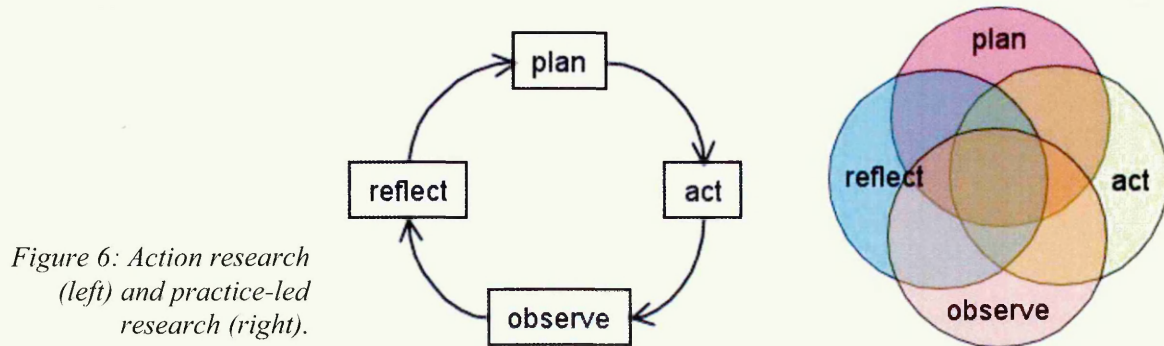 plan
reflect
act
observe
plan
reflect
act
observe
Figure 6: Action research
(left) and practice-led
research (right).